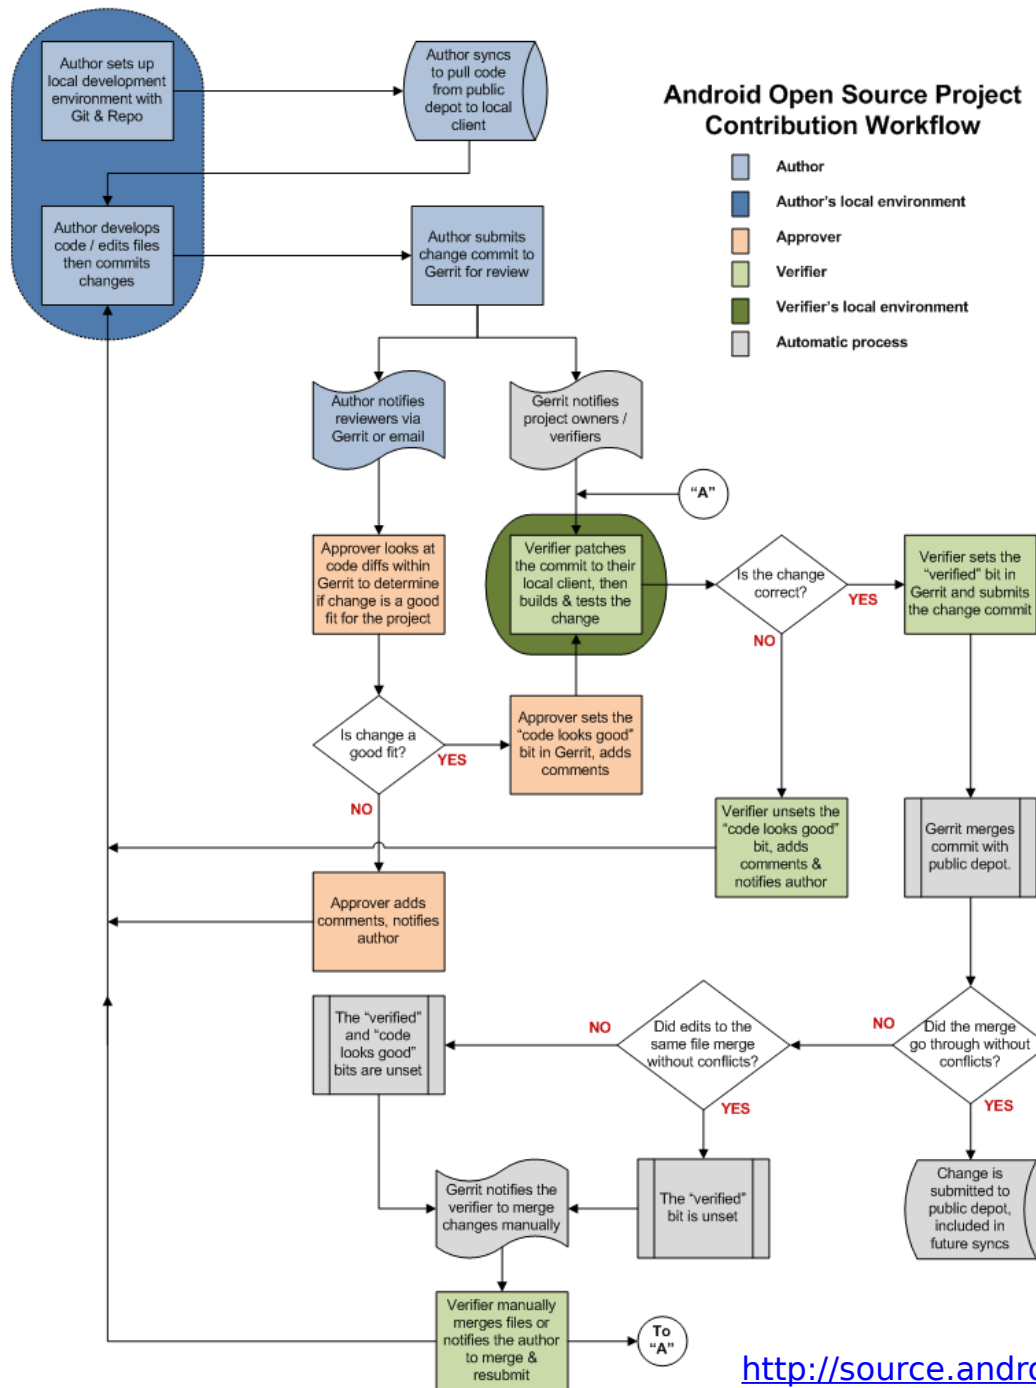 Author sets up
local development
environment with
Git & Repo
Author syncs
to pull code
from public
depot to local
client
Android Open Source Project
Contribution Workflow
Author
Author's local environment
Approver
Verifier
Verifier's local environment
Automatic process
Author develops
code / edits files
then commits
changes
Author submits
change commit to
Gerrit for review
Author notifies
reviewers via
Gerrit or email
Gerrit notifies
project owners /
verifiers
“A”
Approver looks at
code diffs within
Gerrit to determine
if change is a good
fit for the project
Verifier patches
the commit to their
local client, then
builds & tests the
change
Is the change
correct?
YES
NO
Verifier sets the
“verified” bit in
Gerrit and submits
the change commit
Is change a
good fit?
YES
NO
Approver sets the
“code looks good”
bit in Gerrit, adds
comments
Verifier unsets the
“code looks good”
bit, adds
comments &
notifies author
Gerrit merges
commit with
public depot.
Approver adds
comments, notifies
author
The “verified”
and “code
looks good”
bits are unset
NO
Did edits to the
same file merge
without conflicts?
YES
NO
Did the merge
go through without
conflicts?
YES
Gerrit notifies the
verifier to merge
changes manually
The “verified”
bit is unset
Change is
submitted to
public depot,
included in
future syncs
Verifier manually
merges files or
notifies the author
to merge &
resubmit
To
“A”
http://source.andro